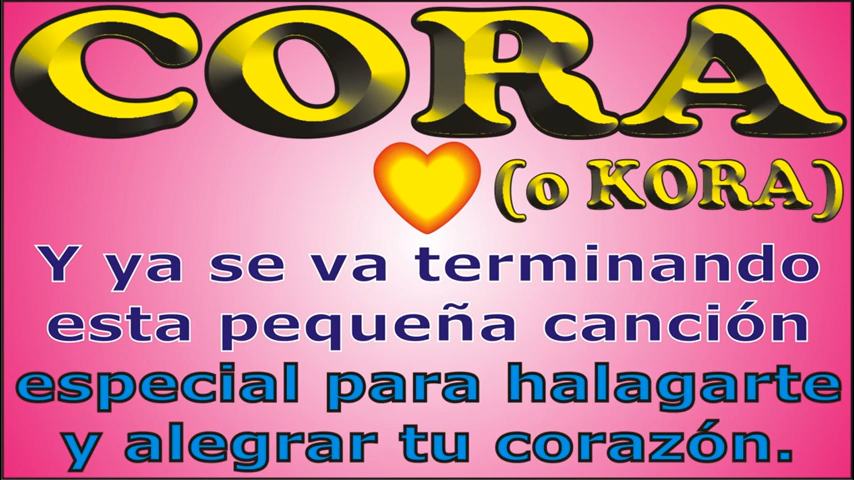 CORA
(o KORA)
Y ya se va terminando
esta pequeña canción
especial para halagarte
y alegrar tu corazón.